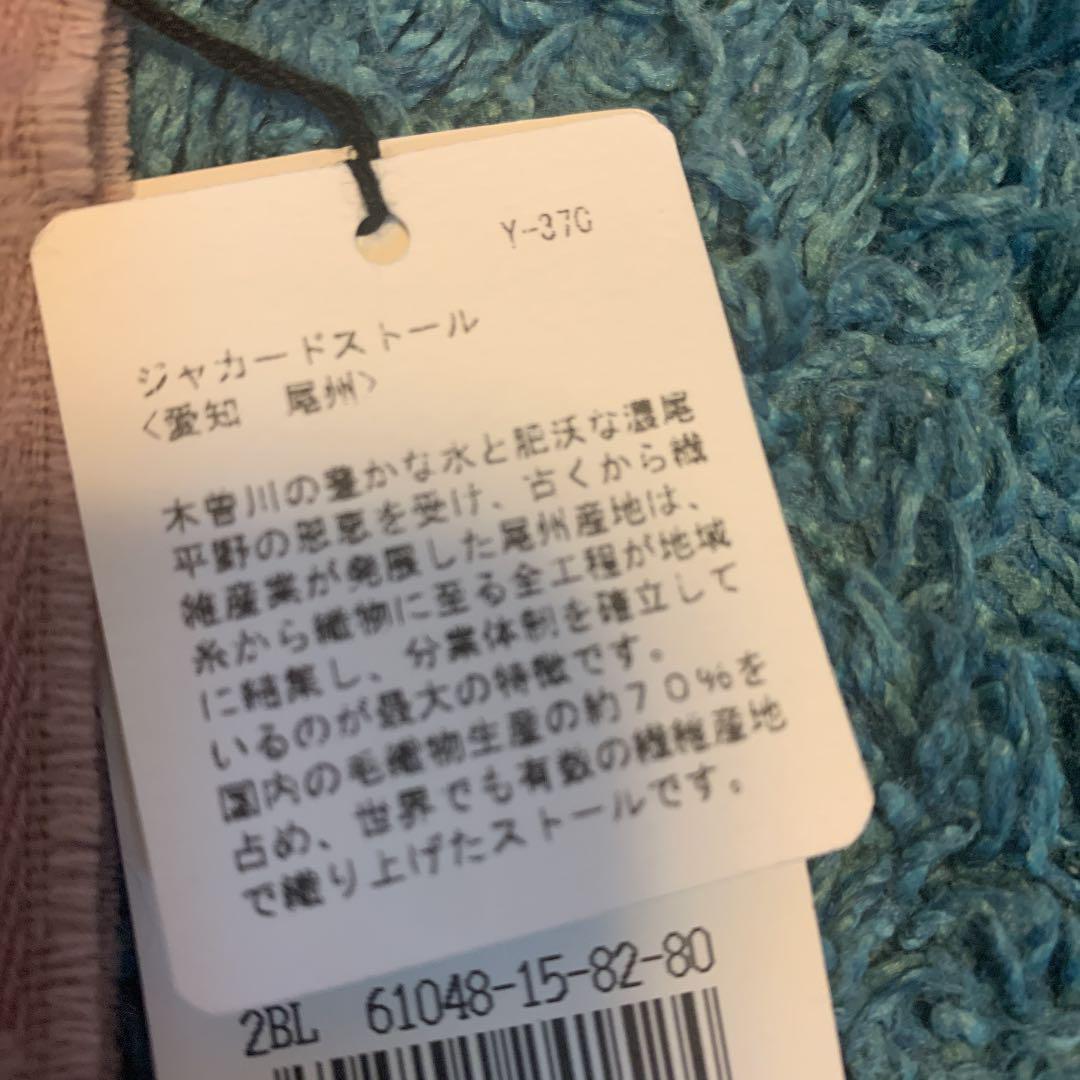 Y-370
ジャカードストール
〈愛知　尾州〉
木曽川の豊かな水と肥沃な濃尾
平野の恩恵を受け、古くから繊
維産業が発展した尾州産地は、
糸から織物に至る全工程が地域
に結集し、分業体制を確立して
いるのが最大の特徴です。
国内の毛織物生産の約70%を
占め、世界でも有数の繊維産地
で織り上げたストールです。
2BL 61048-15-82-80